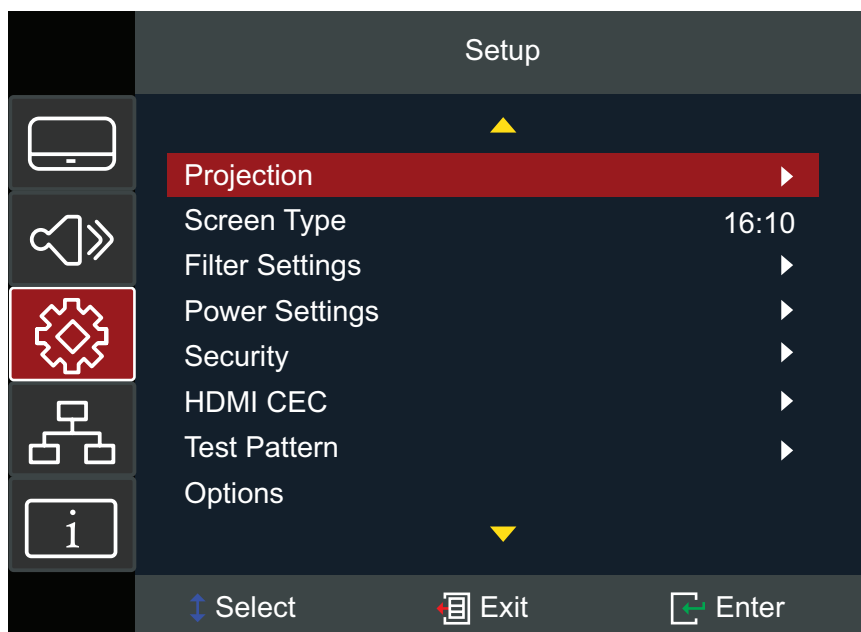 Setup
Projection
Screen Type 16:10
Filter Settings
Power Settings
Security
HDMI CEC
Test Pattern
Options
i
Select Exit Enter